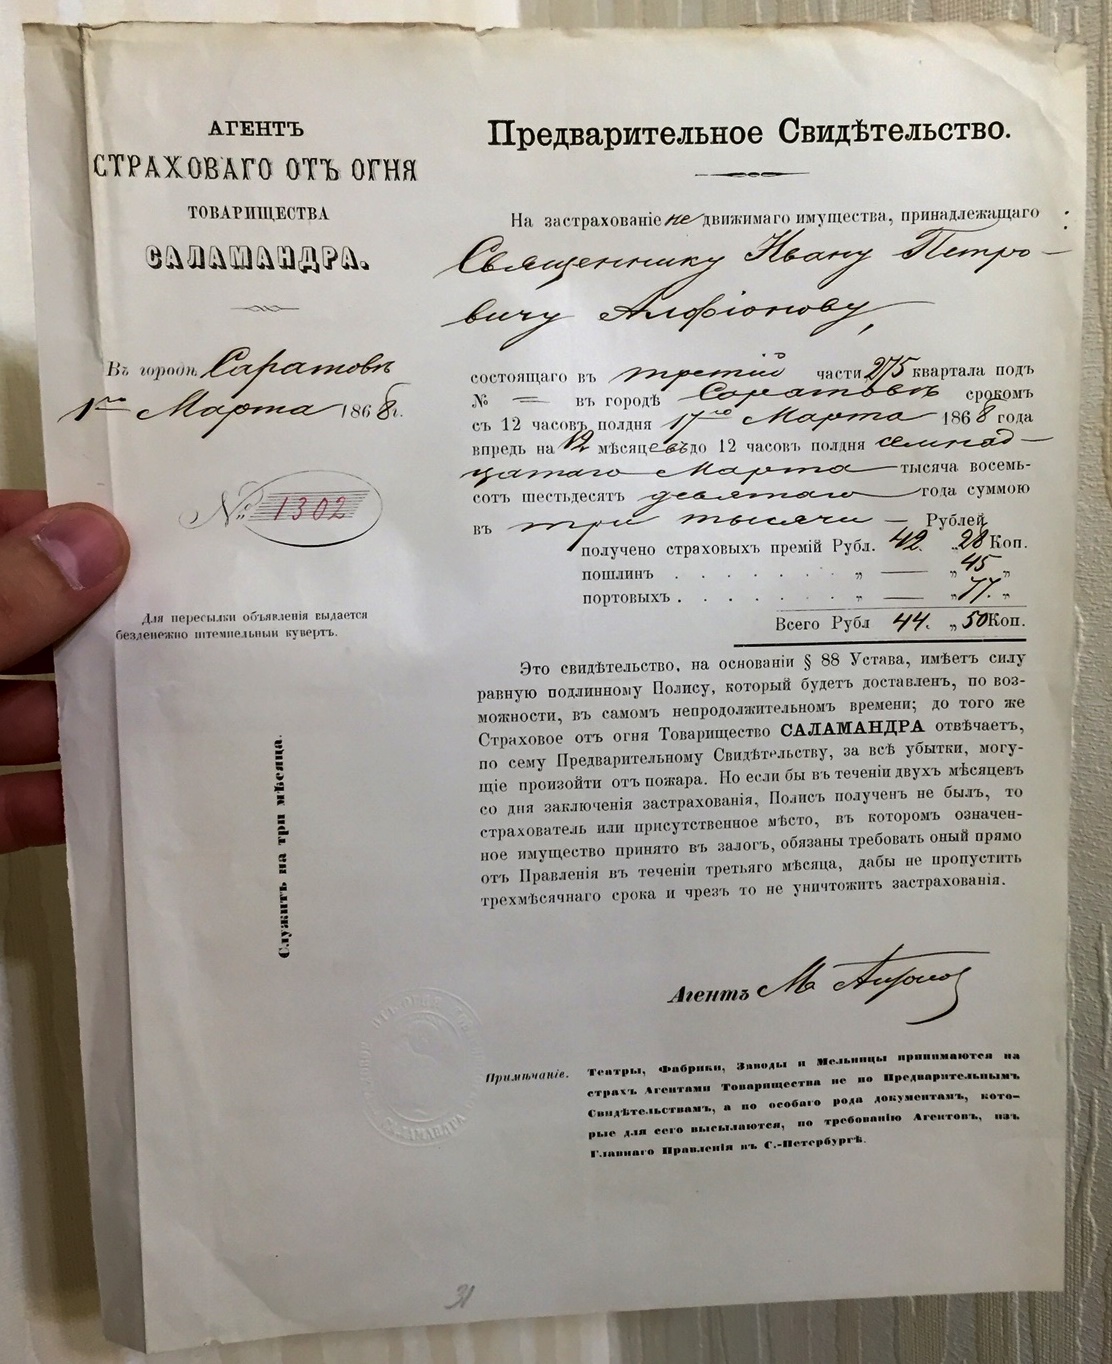 АГЕНТЪ
СТРАХОВАГО ОТЪ ОГНЯ
ТОВАРИЩЕСТВА
САЛАМАНДРА.
Въ городѣ Саратовѣ
1го Марта 1868 г.
№ 1302
Для пересылки объявленія выдается
безденежно штемпельный кувертъ.
Служитъ на три мѣсяца.
Предварительное Свидѣтельство.
На застрахованіе не движимаго имущества, принадлежащаго
Священнику Ивану Петро-
вичу Алфіонову,
состоящаго въ третій части 275 квартала подъ
№ = въ городѣ Саратовѣ срокомъ
съ 12 часовъ полдня 17го Марта 1868 года
впредь на 12 мѣсяцевъ до 12 часовъ полдня семнад-
цатаго Марта тысяча восемь-
сотъ шестьдесятъ девятаго года суммою
въ три тысячи — Рублей
получено страховыхъ премій Рубл. 42. „ 28 Коп.
пошлинъ . . . . . . „ — „ 45 „
портовыхъ . . . . . . „ — „ 77. „
Всего Рубл 44. „ 50 Коп.
Это свидѣтельство, на основаніи § 88 Устава, имѣетъ силу
равную подлинному Полису, который будетъ доставленъ, по воз-
можности, въ самомъ непродолжительномъ времени; до того же
Страховое отъ огня Товарищество САЛАМАНДРА отвѣчаетъ,
по сему Предварительному Свидѣтельству, за всѣ убытки, могу-
щіе произойти отъ пожара. Но если бы въ теченіи двухъ мѣсяцевъ
со дня заключенія застрахованія, Полисъ полученъ не былъ, то
страхователь или присутственное мѣсто, въ которомъ означен-
ное имущество принято въ залогъ, обязаны требовать оный прямо
отъ Правленія въ теченіи третьяго мѣсяца, дабы не пропустить
трехмѣсячнаго срока и чрезъ то не уничтожить застрахованія.
Агентъ М
Примѣчаніе. Театры, Фабрики, Заводы и Мельницы принимаются на
страхъ Агентами Товарищества не по Предварительнымъ
Свидѣтельствамъ, а по особаго рода документамъ, кото-
рые для сего высылаются, по требованію Агентовъ, изъ
Главнаго Правленія въ С.-Петербургѣ.
САЛАМАНДРА
31